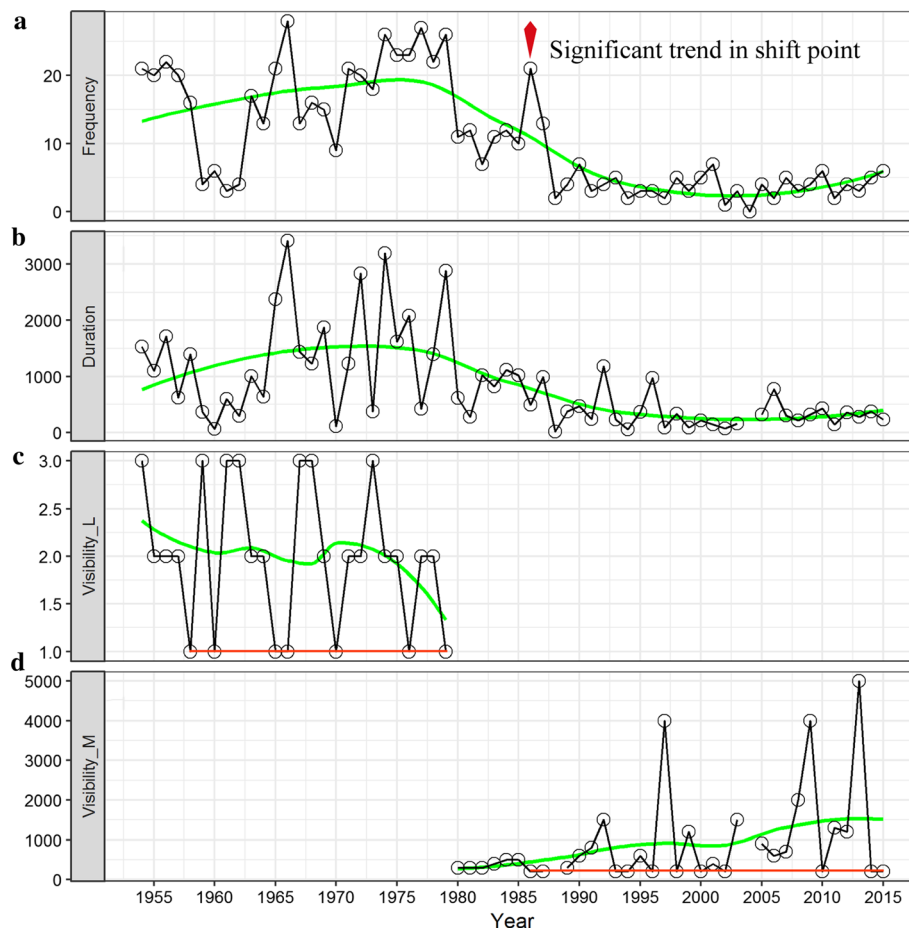 a
Significant trend in shift point
Frequency
20
10
0
b
Duration
3000
2000
1000
0
c
Visibility_L
3.0
2.5
2.0
1.5
1.0
d
Visibility_M
5000
4000
3000
2000
1000
0
1955 1960 1965 1970 1975 1980 1985 1990 1995 2000 2005 2010 2015
Year